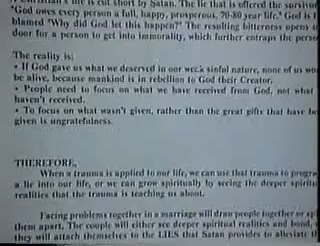 Christian's life is cut short by Satan. The lie that is offered the survivor
"God owes every person a full, happy, prosperous, 70-80 year life." God is
blamed "Why did God let this happen?" The resulting bitterness opens
door for a person to get into immorality, which further entraps the person
The reality is:
• If God gave us what we deserved in our weak sinful nature, none of us wo
be alive, because mankind is in rebellion to God their Creator.
• People need to focus on what we have received from God, not what
haven't received.
• To focus on what wasn't given, rather than the great gifts that have be
given is ungratefulness.
THEREFORE,
When a trauma is applied to our life, we can use that trauma to progra
a lie into our life, or we can grow spiritually by seeing the deeper spiritu
realities that the trauma is teaching us about.
Facing problems together in a marriage will draw people together or spl
them apart. The couple will either see deeper spiritual realities and bond,
they will attach themselves to the LIES that Satan provides to alleviate